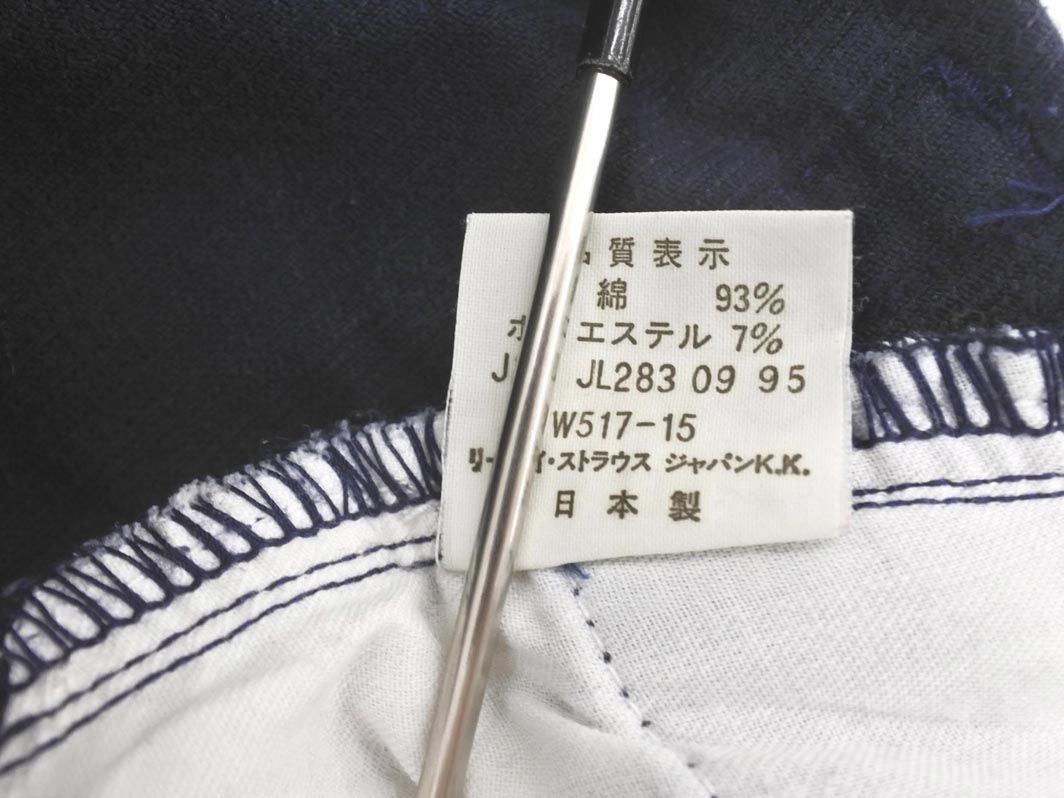 質表示
綿 93%
エステル 7%
JL283 09 95
W517-15
ストラウス ジャパンK.K.
日本製